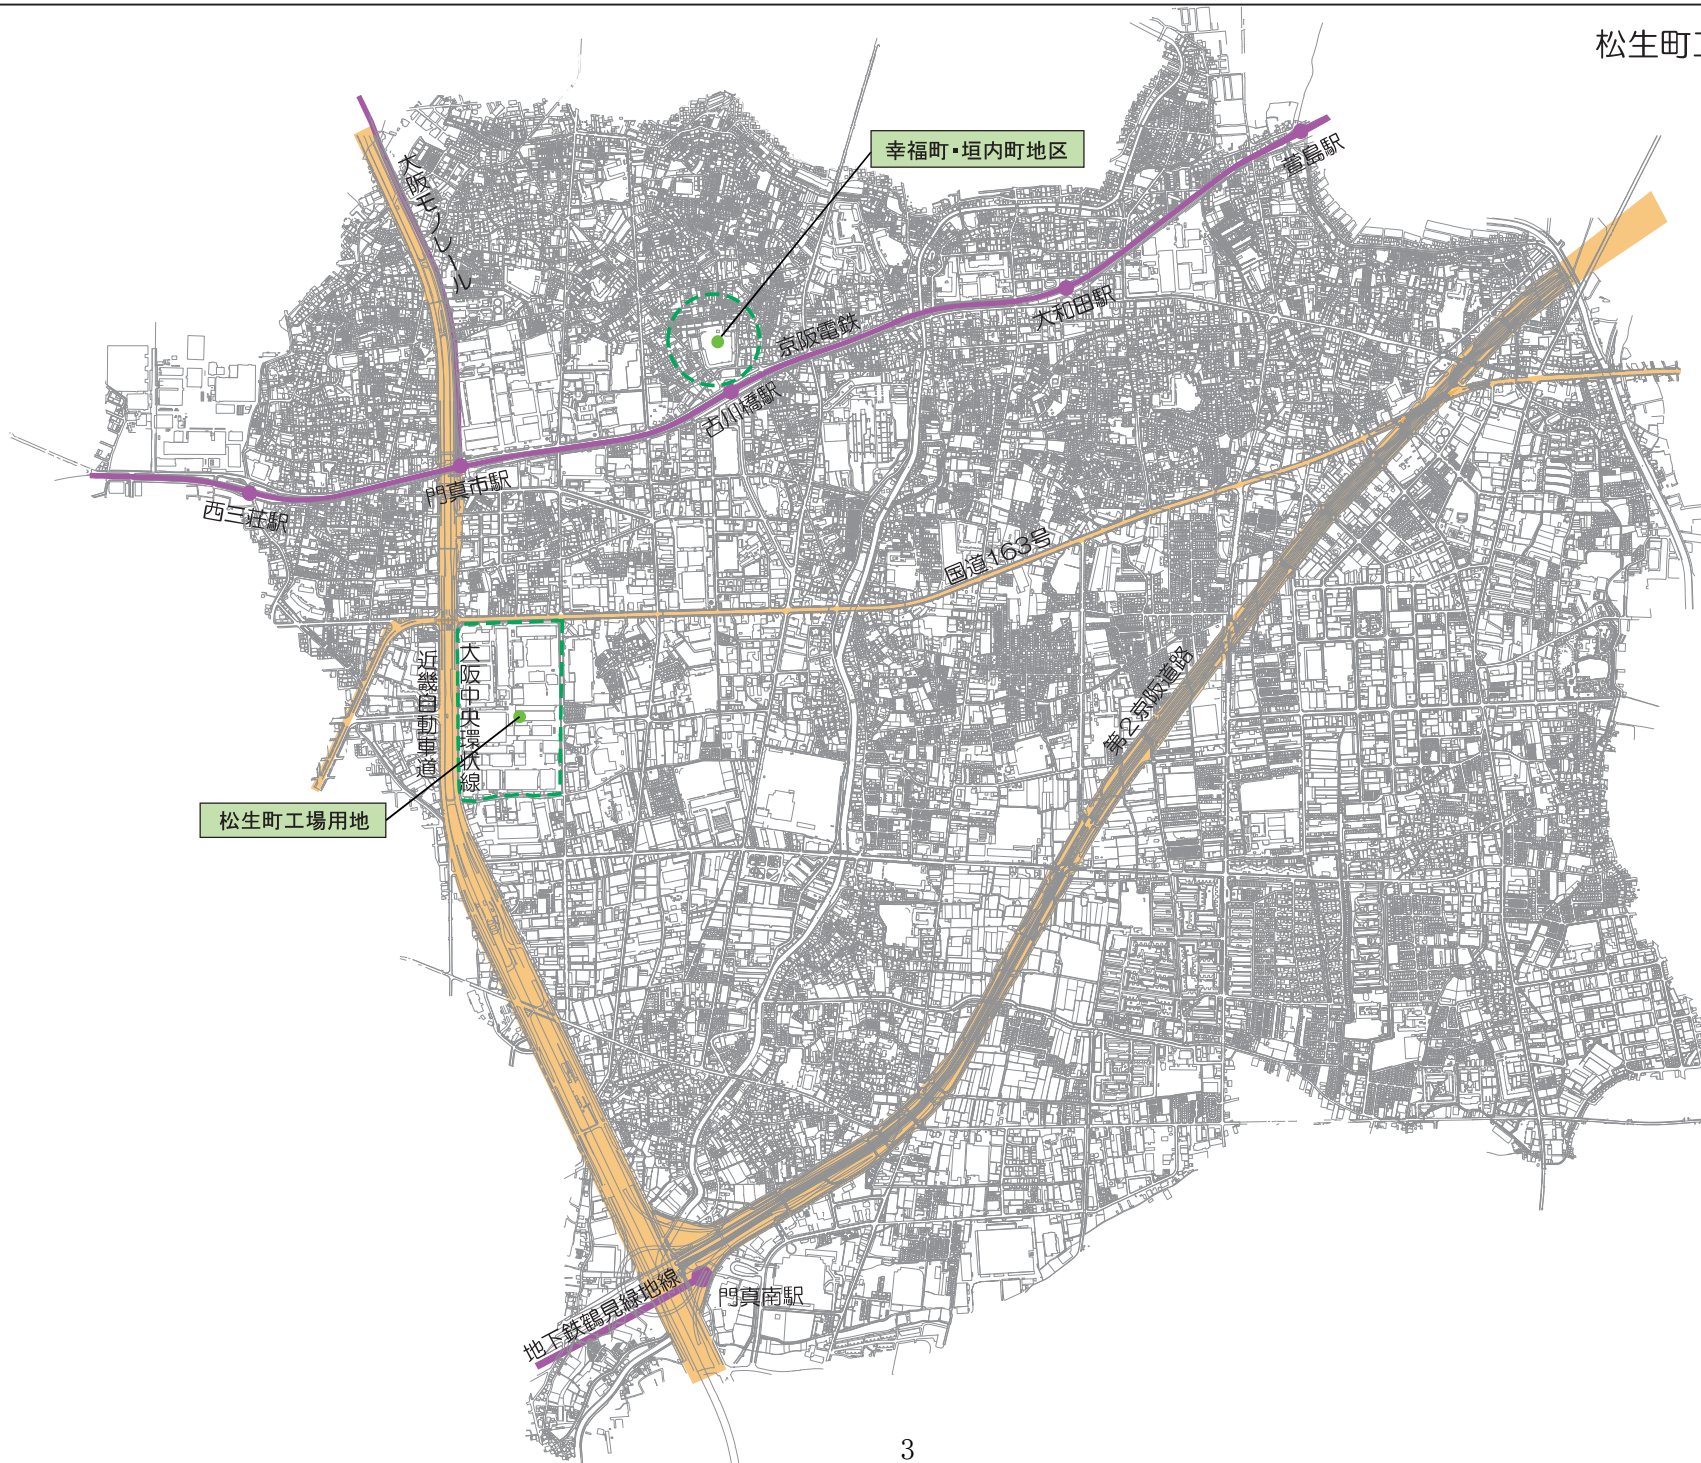 松生町
幸福町・垣内町地区
萱島駅
大阪モノレール
大和田駅
京阪電鉄
古川橋駅
門真市駅
西三荘駅
国道163号
大阪中央環状線
近畿自動車道
第2京阪道路
松生町工場用地
門真南駅
地下鉄鶴見緑地線
3